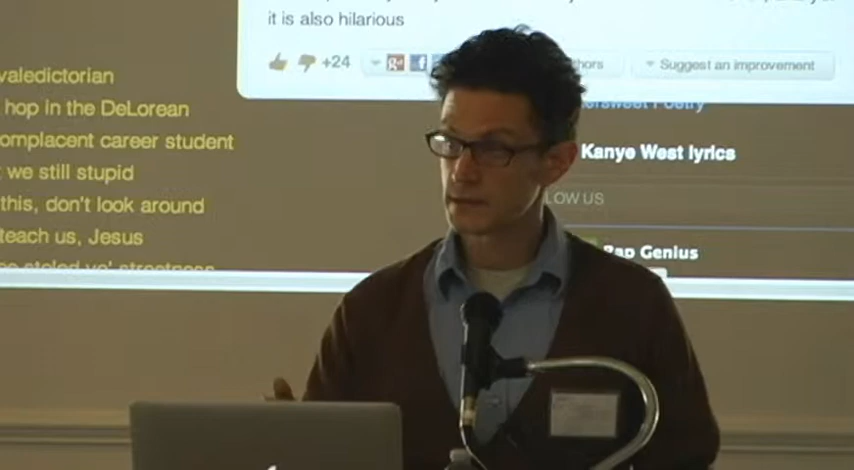 it is also hilarious
+24
Suggest an improvement
valedictorian
hop in the DeLorean
complacent career student
we still stupid
this, don't look around
teach us, Jesus
Poetry
Kanye West lyrics
LOW US
Rap Genius